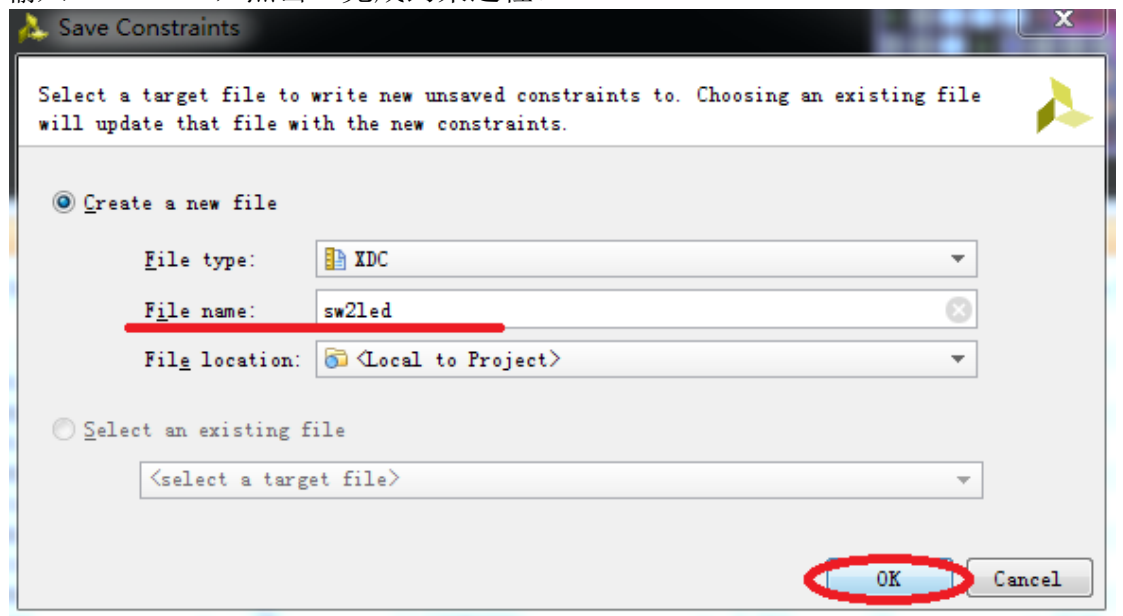 Save Constraints
X
Select a target file to write new unsaved constraints to. Choosing an existing file
will update that file with the new constraints.
Create a new file
File type: XDC
File name: sw2led
File location: <Local to Project>
Select an existing file
<select a target file>
OK Cancel